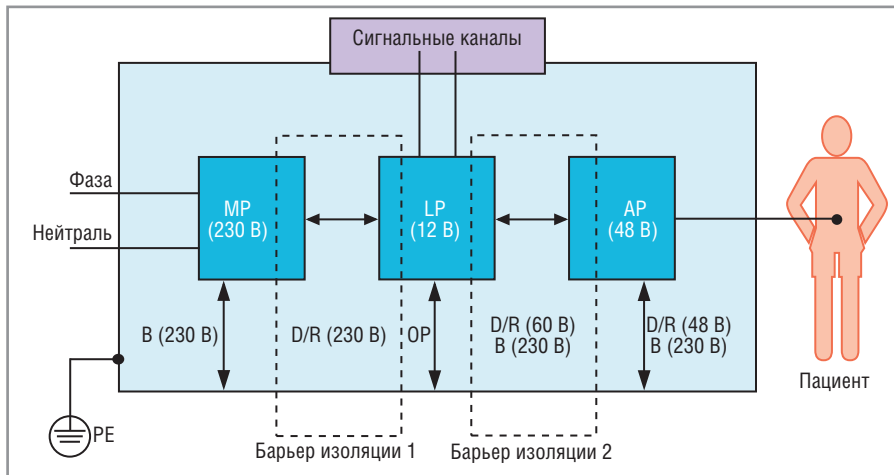 Сигнальные каналы
Фаза
Нейтраль
MP
(230 В)
LP
(12 В)
AP
(48 В)
B (230 В)
D/R (230 В)
OP
D/R (60 В)
B (230 В)
D/R (48 В)
B (230 В)
Пациент
PE
Барьер изоляции 1
Барьер изоляции 2